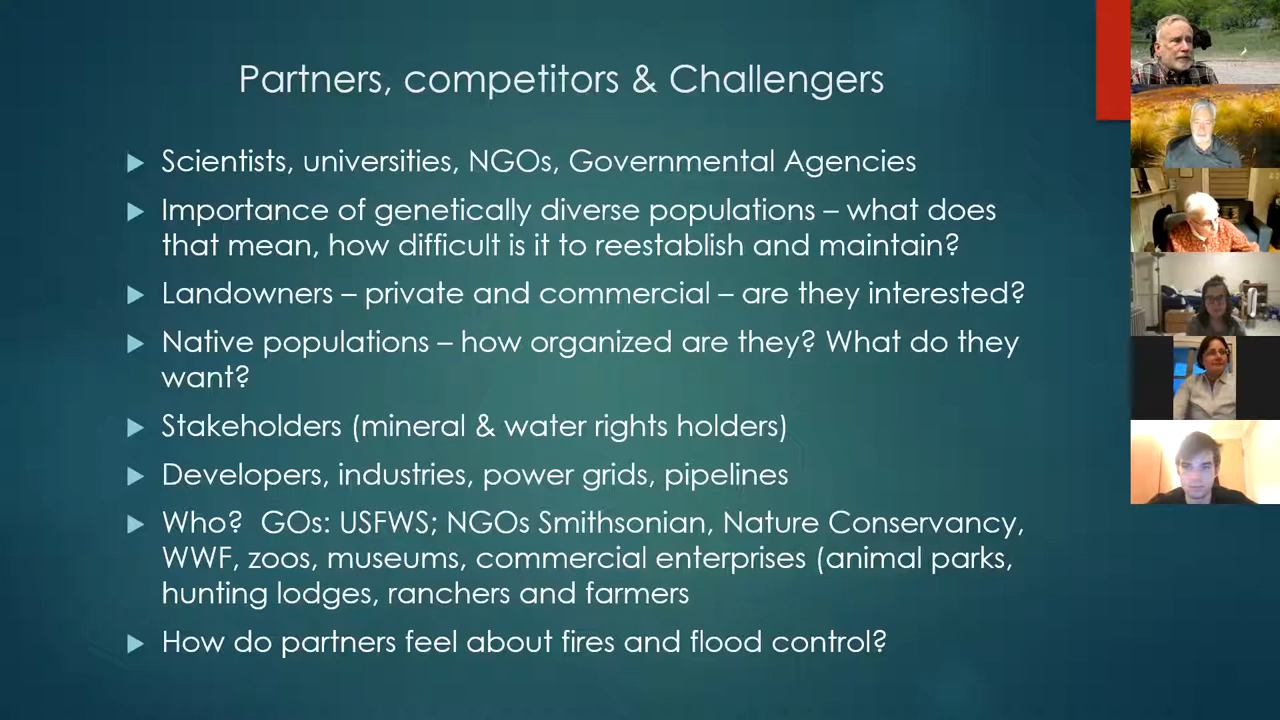 Partners, competitors & Challengers
Scientists, universities, NGOs, Governmental Agencies
Importance of genetically diverse populations – what does
that mean, how difficult is it to reestablish and maintain?
Landowners – private and commercial – are they interested?
Native populations – how organized are they? What do they
want?
Stakeholders (mineral & water rights holders)
Developers, industries, power grids, pipelines
Who?  GOs: USFWS; NGOs Smithsonian, Nature Conservancy,
WWF, zoos, museums, commercial enterprises (animal parks,
hunting lodges, ranchers and farmers
How do partners feel about fires and flood control?